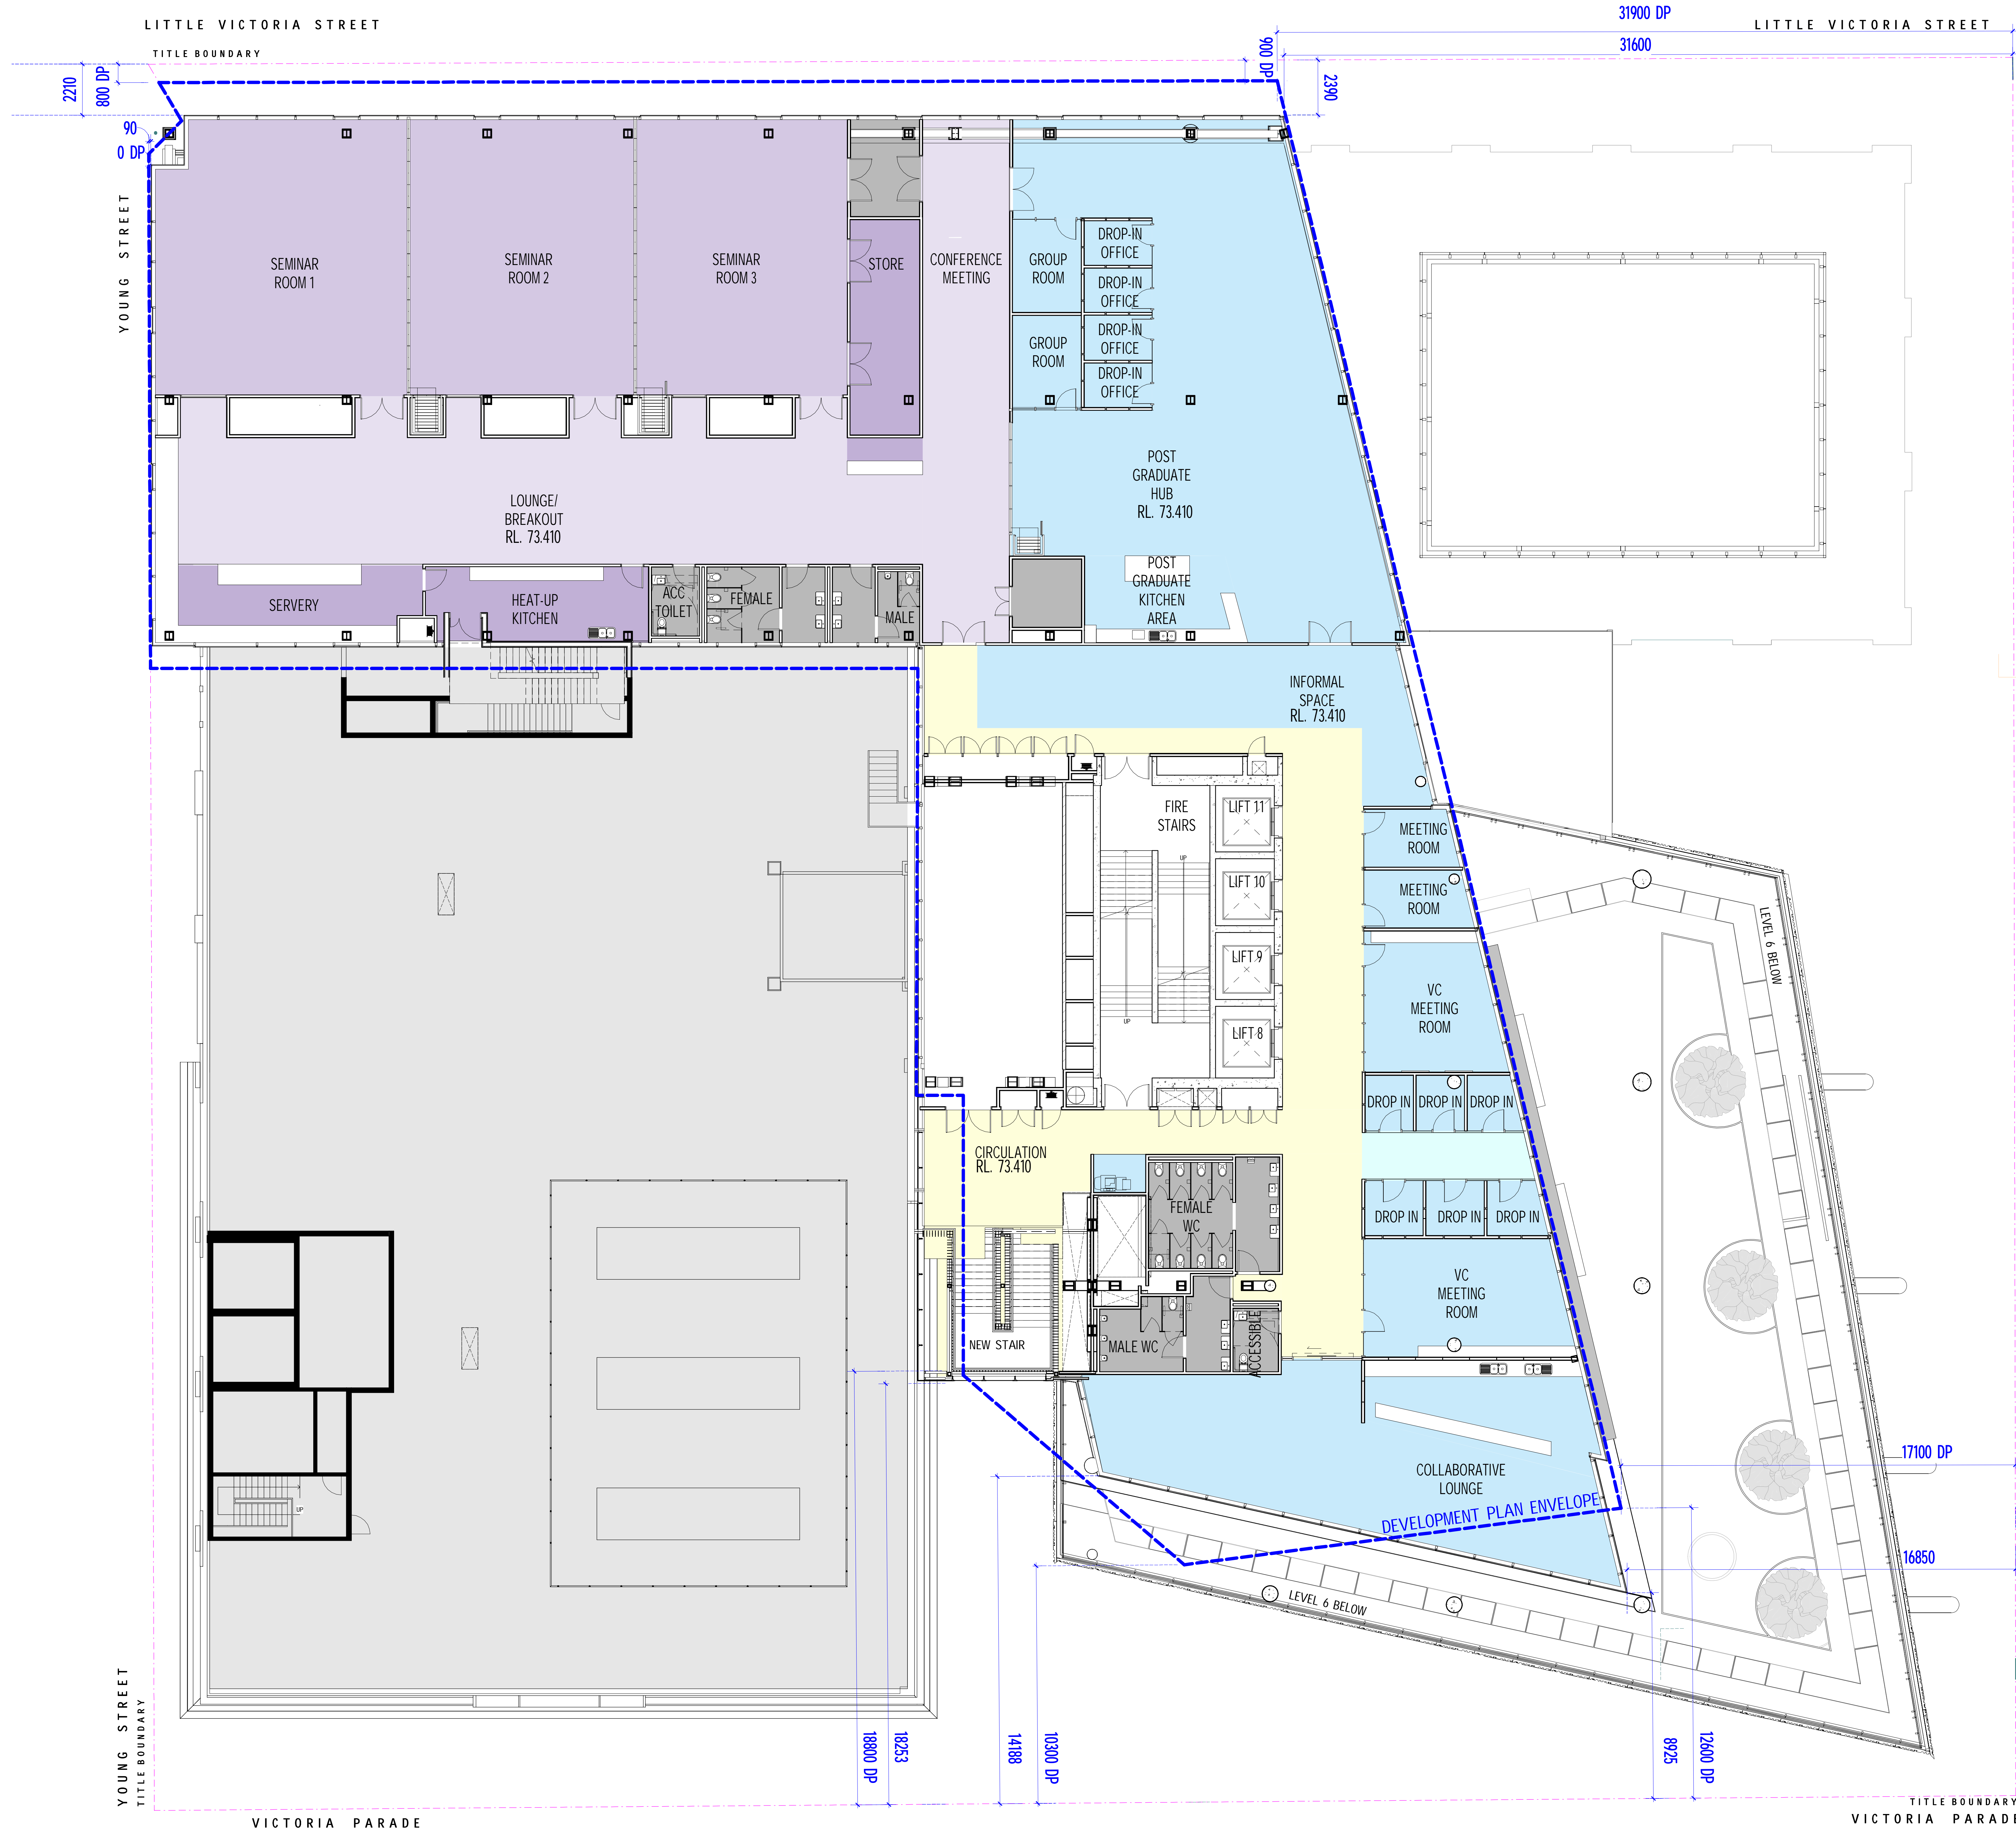 LITTLE VICTORIA STREET
TITLE BOUNDARY
31900 DP
LITTLE VICTORIA STREET
31600
900 DP
2390
2210
800 DP
90
0 DP
YOUNG STREET
SEMINAR
ROOM 1
SEMINAR
ROOM 2
SEMINAR
ROOM 3
STORE
CONFERENCE
MEETING
GROUP
ROOM
DROP-IN
OFFICE
DROP-IN
OFFICE
GROUP
ROOM
DROP-IN
OFFICE
DROP-IN
OFFICE
POST
GRADUATE
HUB
RL. 73.410
LOUNGE/
BREAKOUT
RL. 73.410
SERVERY
HEAT-UP
KITCHEN
ACC
TOILET
FEMALE
MALE
POST
GRADUATE
KITCHEN
AREA
INFORMAL
SPACE
RL. 73.410
FIRE
STAIRS
LIFT 11
LIFT 10
LIFT 9
LIFT 8
UP
UP
MEETING
ROOM
MEETING
ROOM
VC
MEETING
ROOM
LEVEL 6 BELOW
DROP IN
DROP IN
DROP IN
CIRCULATION
RL. 73.410
FEMALE
WC
DROP IN
DROP IN
DROP IN
VC
MEETING
ROOM
NEW STAIR
MALE WC
ACCESSIBLE
COLLABORATIVE
LOUNGE
DEVELOPMENT PLAN ENVELOPE
17100 DP
16850
LEVEL 6 BELOW
UP
YOUNG STREET
TITLE BOUNDARY
18800 DP
18253
14188
10300 DP
8925
12600 DP
VICTORIA PARADE
TITLE BOUNDARY
VICTORIA PARADE